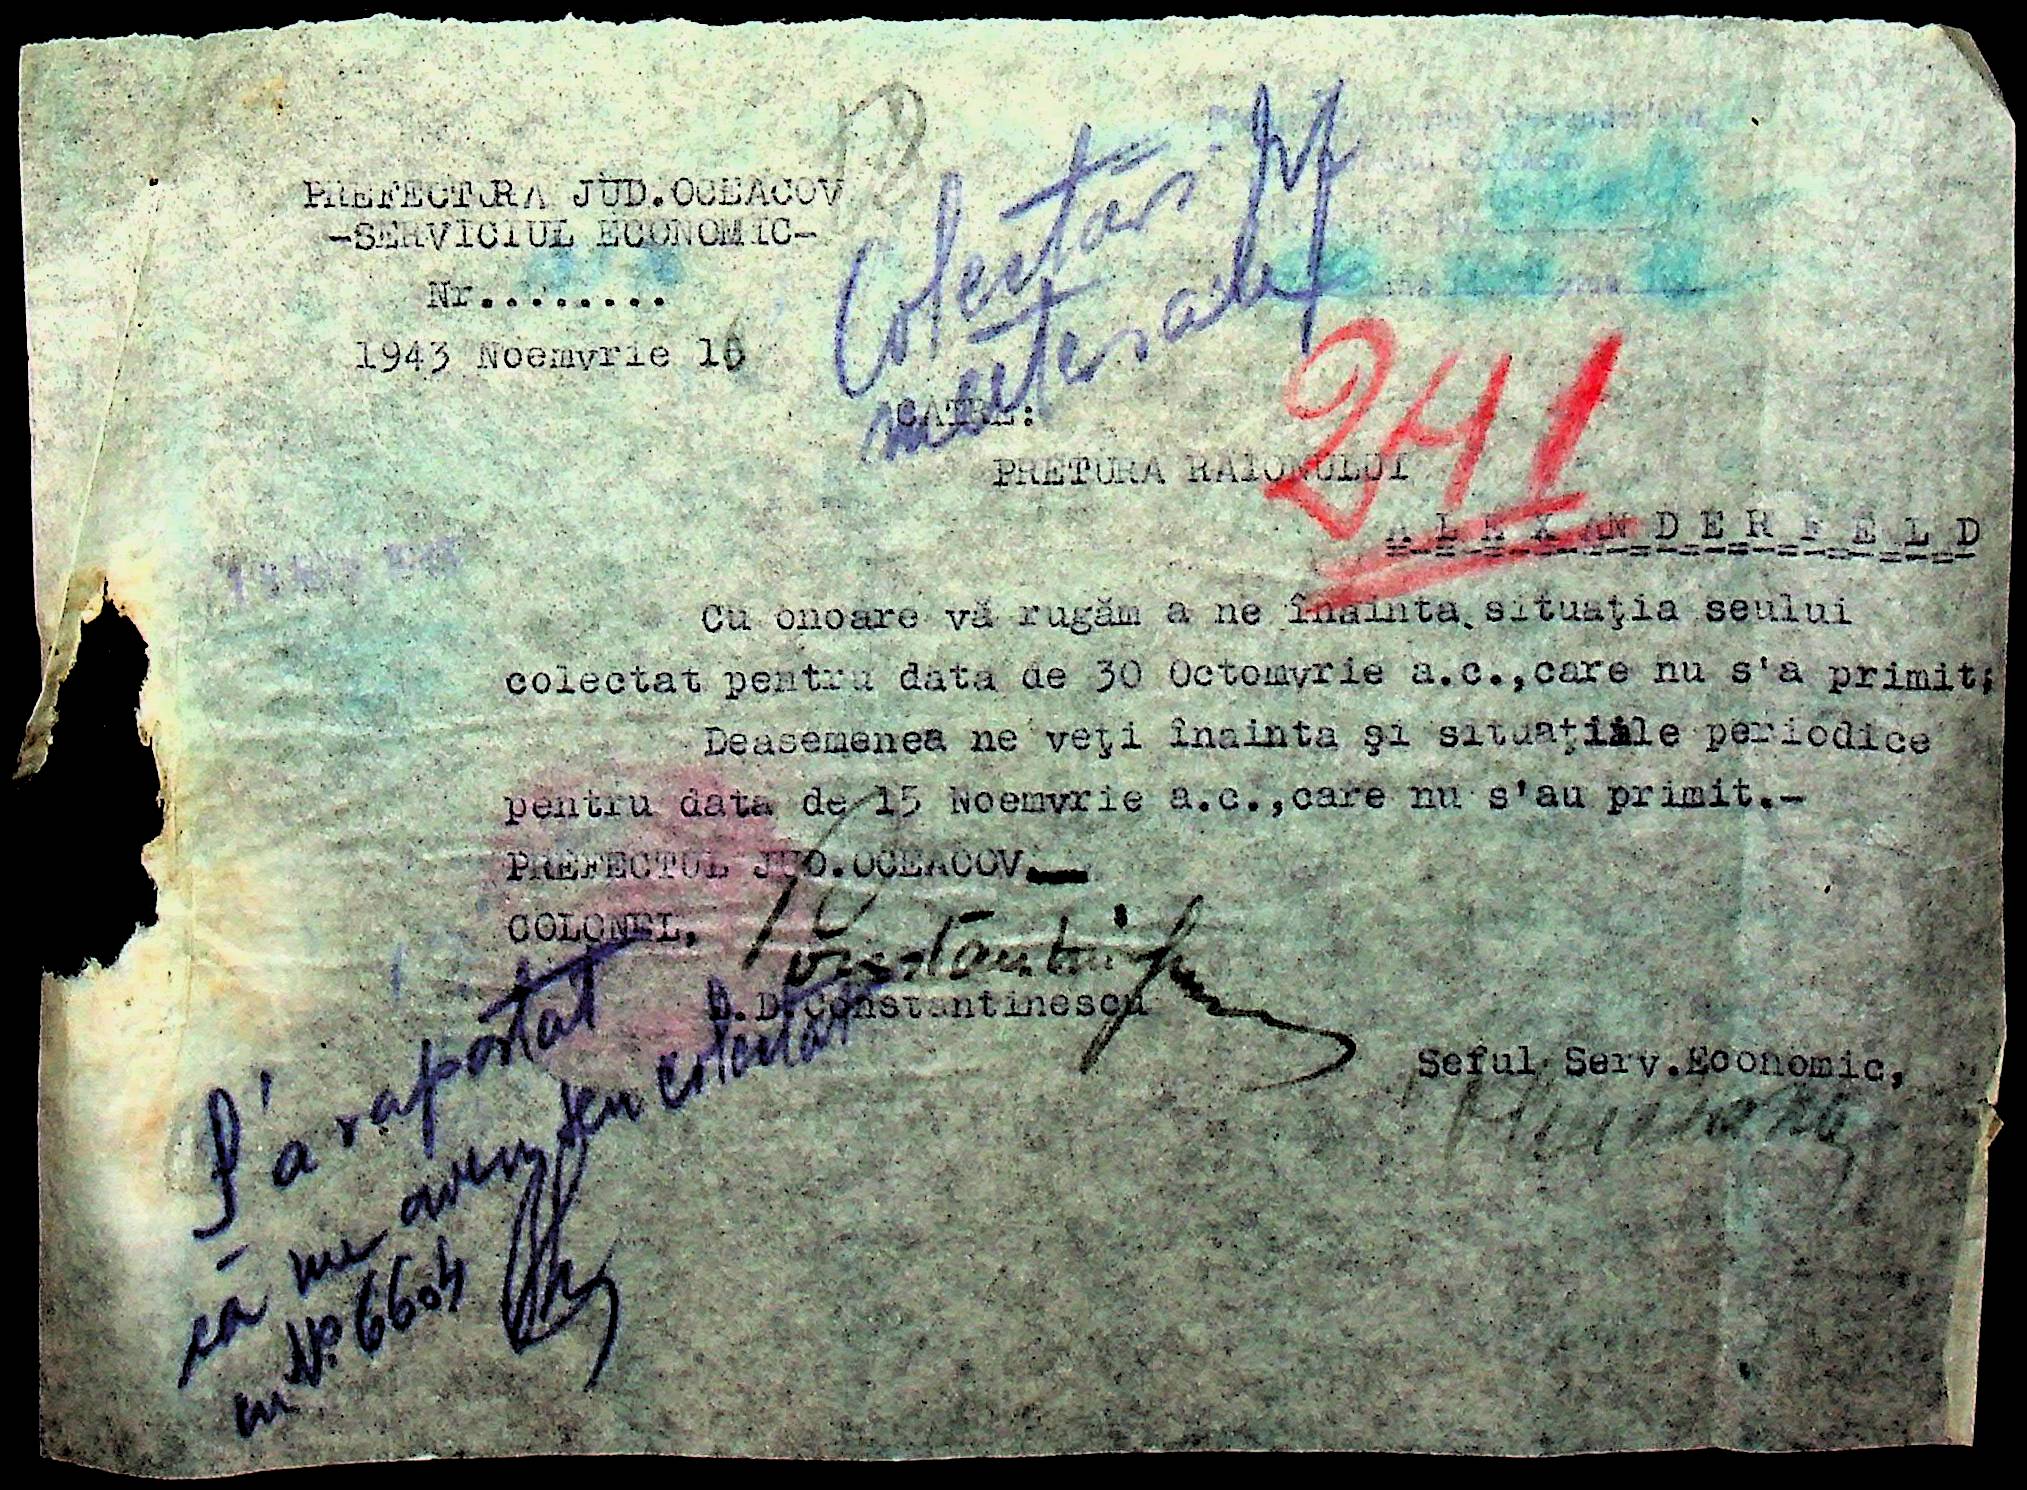 PREFECTURA JUD.OCEACOV
-SERVICIUL ECONOMIC-
Nr........
1943 Noemvrie 16
Colectări
CATRE:
PRETURA RAIONULUI
241
ALEXANDERFELD
Cu onoare vă rugăm a ne înainta situaţia seului
colectat pentru data de 30 Octomvrie a.c.,care nu s'a primit;
Deasemenea ne veţi înainta şi situaţiile periodice
pentru data de 15 Noemvrie a.c.,care nu s'au primit.-
PREFECTUL JUD.OCEACOV.
COLONEL,
D.D.Constantinescu
Seful Serv.Economic,
S'a raportat
că nu avem seu colectat
cu No. 6604